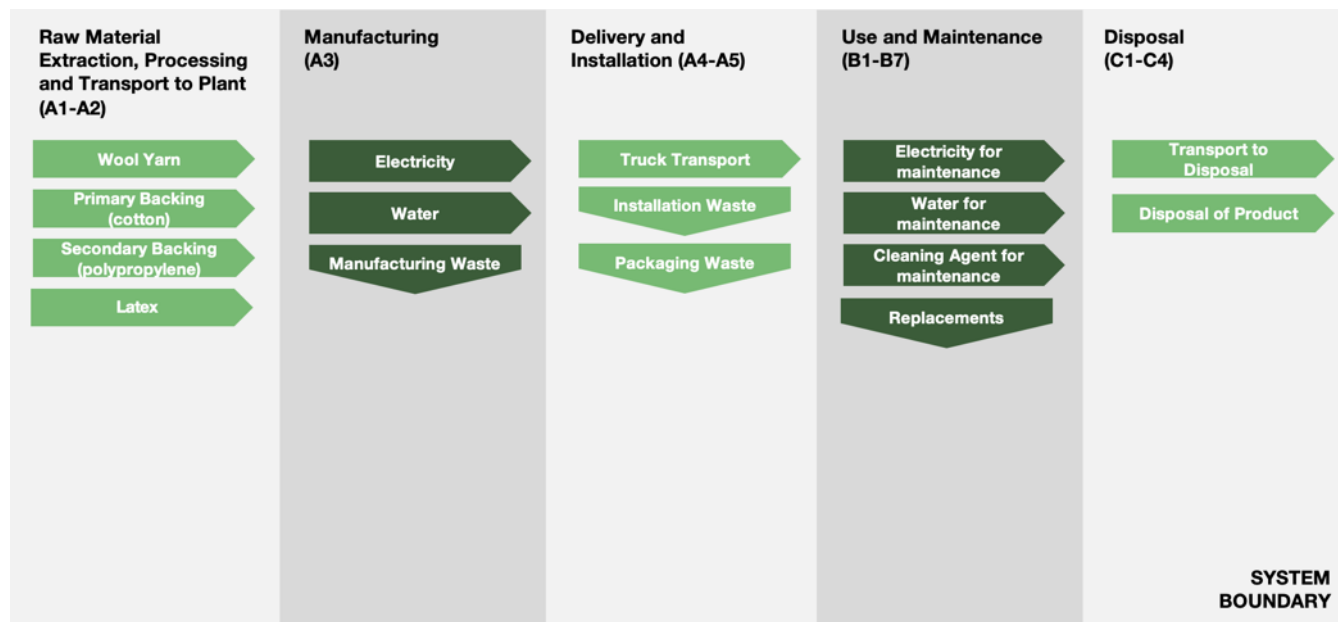 Raw Material
Extraction, Processing
and Transport to Plant
(A1-A2)
Wool Yarn
Primary Backing
(cotton)
Secondary Backing
(polypropylene)
Latex
Manufacturing
(A3)
Electricity
Water
Manufacturing Waste
Delivery and
Installation (A4-A5)
Truck Transport
Installation Waste
Packaging Waste
Use and Maintenance
(B1-B7)
Electricity for
maintenance
Water for
maintenance
Cleaning Agent for
maintenance
Replacements
Disposal
(C1-C4)
Transport to
Disposal
Disposal of Product
SYSTEM
BOUNDARY